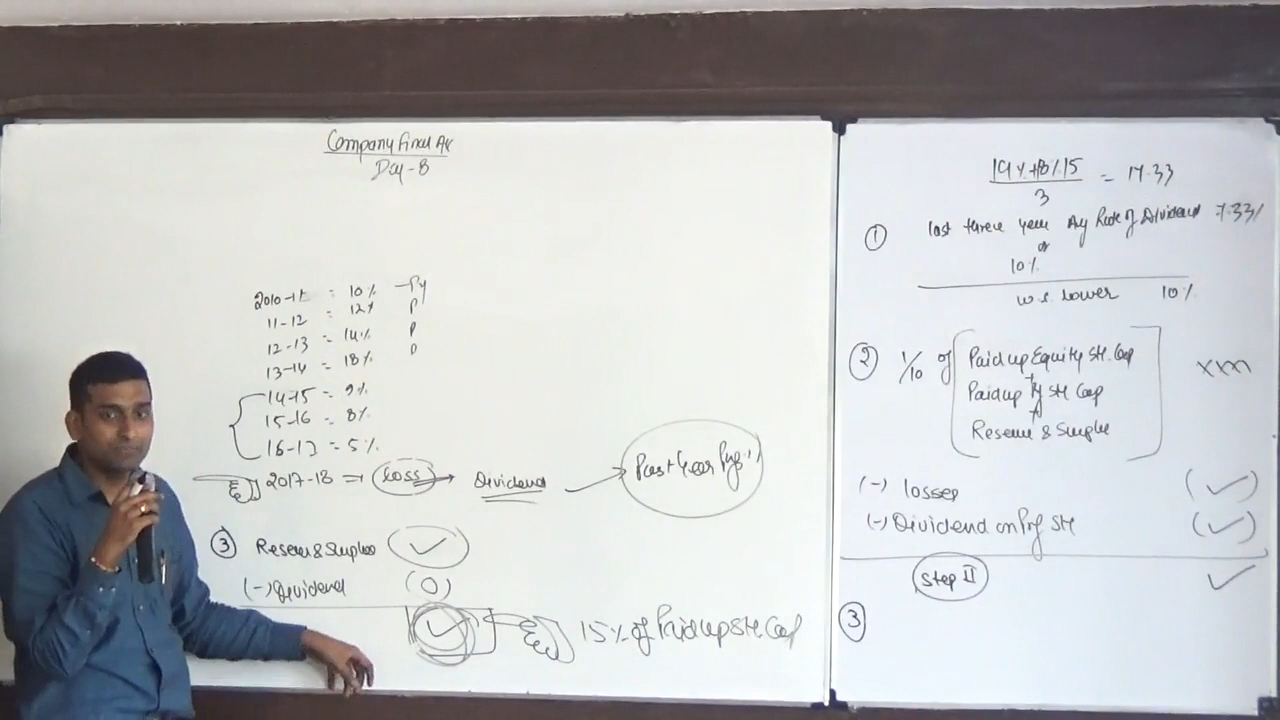 Company Final A/c
Day-8
2010-11 = 10% -Py
11-12 = 12% P
12-13 = 14% P
13-14 = 18% P
14-15 = 9%
15-16 = 8%
16-17 = 5%
2017-18 → loss → Dividend → Past Year
③ Reserve & Surplus ✓
(-) Dividend (0)
✓ 15% of Paid up Sh Cap
19%+18%15 / 3 = 17.33
① last three year Avg Rate of Dividend 7.33%
or
10%
w.e. lower 10%
② 1/10 of [Paid up Equity Sh. Cap
+
Paid up Pf Sh Cap
+
Reserve & Surplus] xm
(-) losses (✓)
(-) Dividend on Prf Sh (✓)
Step II ✓
③